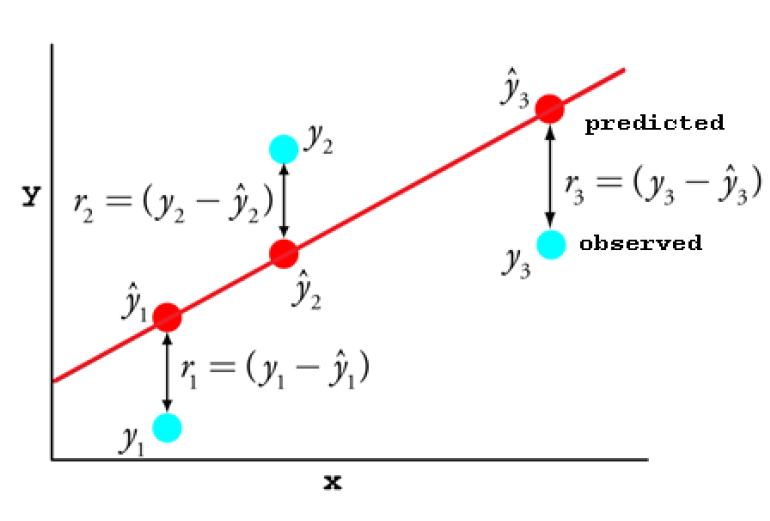 ŷ₃
predicted
y₂
y
r₂ = (y₂ − ŷ₂)
r₃ = (y₃ − ŷ₃)
observed
y₃
ŷ₂
ŷ₁
r₁ = (y₁ − ŷ₁)
y₁
x